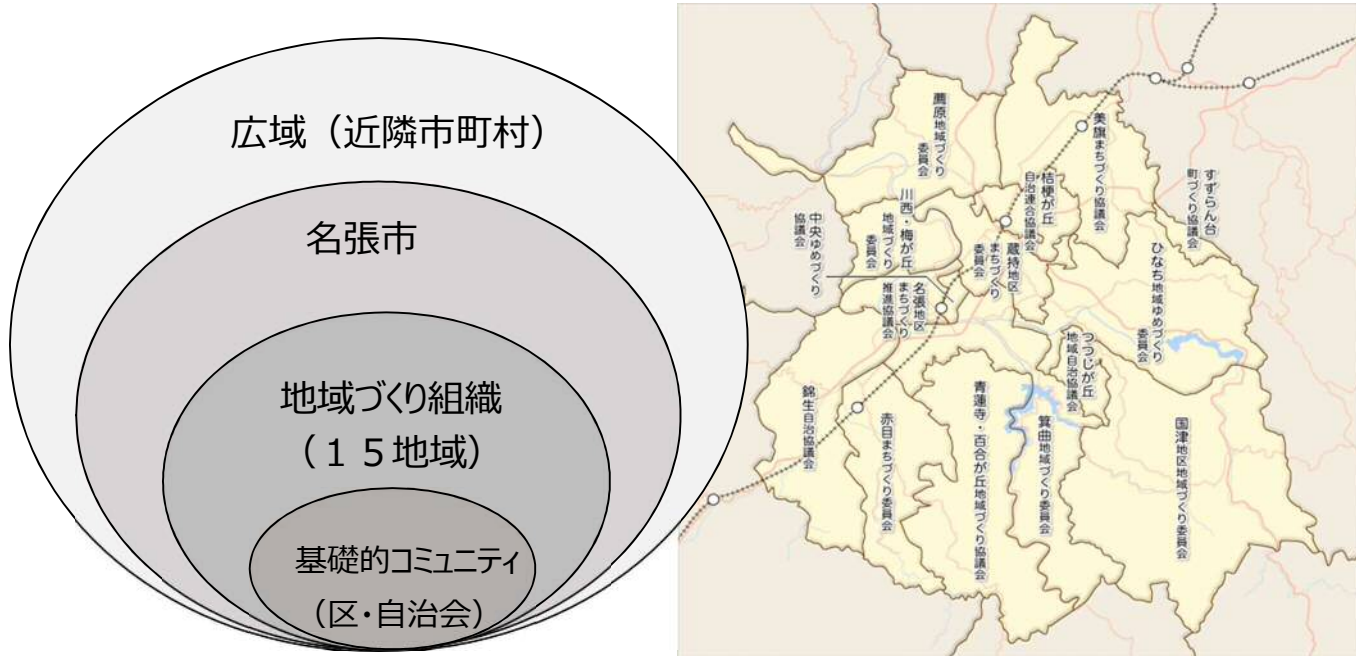 広域（近隣市町村）
名張市
地域づくり組織
（１５地域）
基礎的コミュニティ
（区・自治会）
薦原地域づくり
委員会
美旗まちづくり協議会
すずらん台
町づくり協議会
桔梗が丘
自治連合協議会
川西・梅が丘
地域づくり
委員会
中央ゆめづくり
協議会
蔵持地区
まちづくり
委員会
名張地区
まちづくり
推進協議会
ひなち地域ゆめづくり
委員会
つつじが丘
地域自治協議会
錦生自治協議会
赤目まちづくり委員会
青蓮寺・百合が丘地域づくり協議会
箕曲地域づくり委員会
国津地区地域づくり委員会